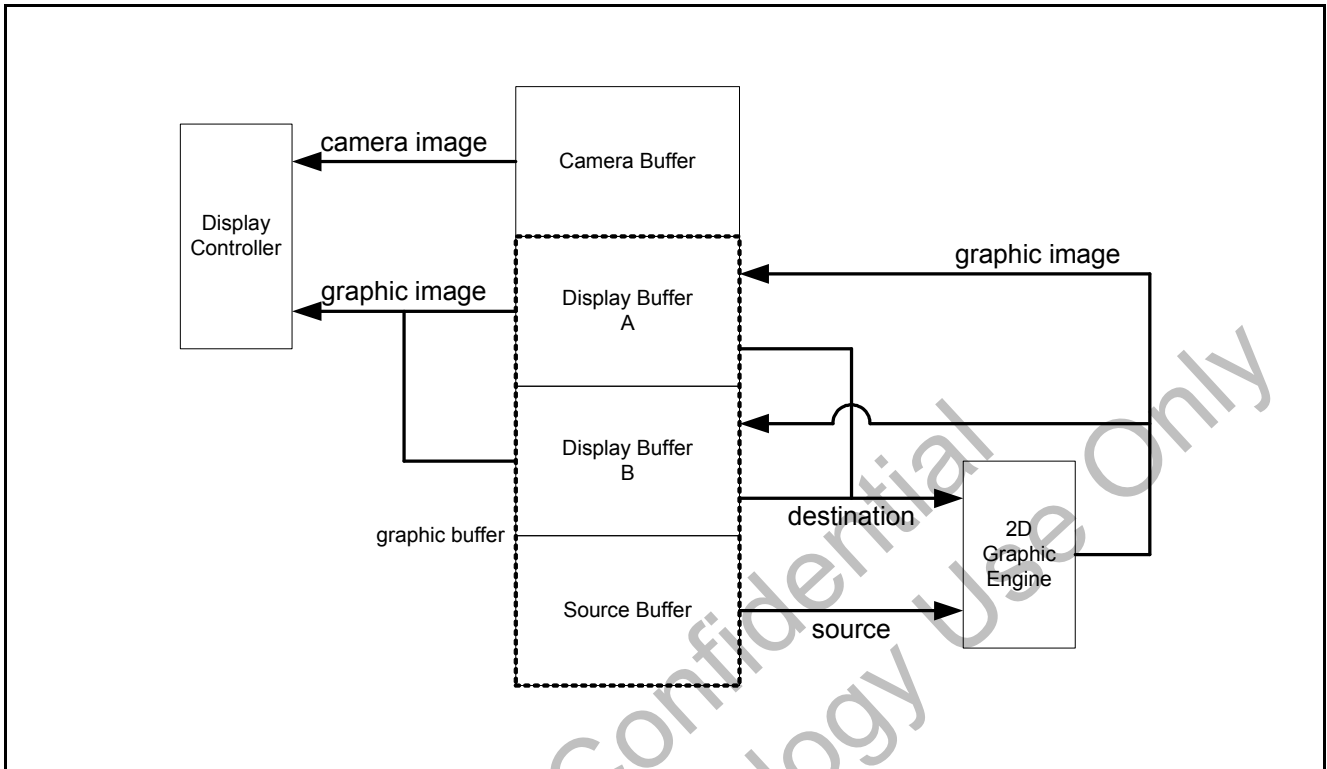 camera image
Camera Buffer
Display
Controller
graphic image
graphic image
Display Buffer
A
Display Buffer
B
destination
graphic buffer
2D
Graphic
Engine
Source Buffer
source
Confidential
ology Use Only